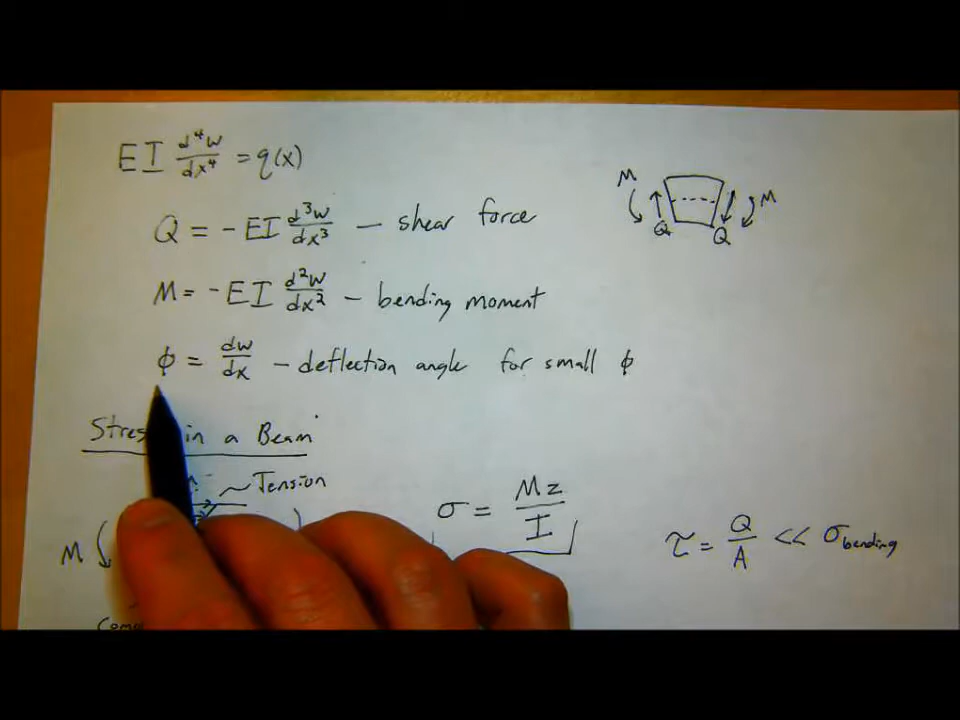 EI d⁴w/dx⁴ = q(x)
M M
Q Q
Q = -EI d³w/dx³ – shear force
M = -EI d²w/dx² – bending moment
ϕ = dw/dx – deflection angle for small ϕ
in a Beam
Tension
M
σ = Mz/I
τ = Q/A << σbending